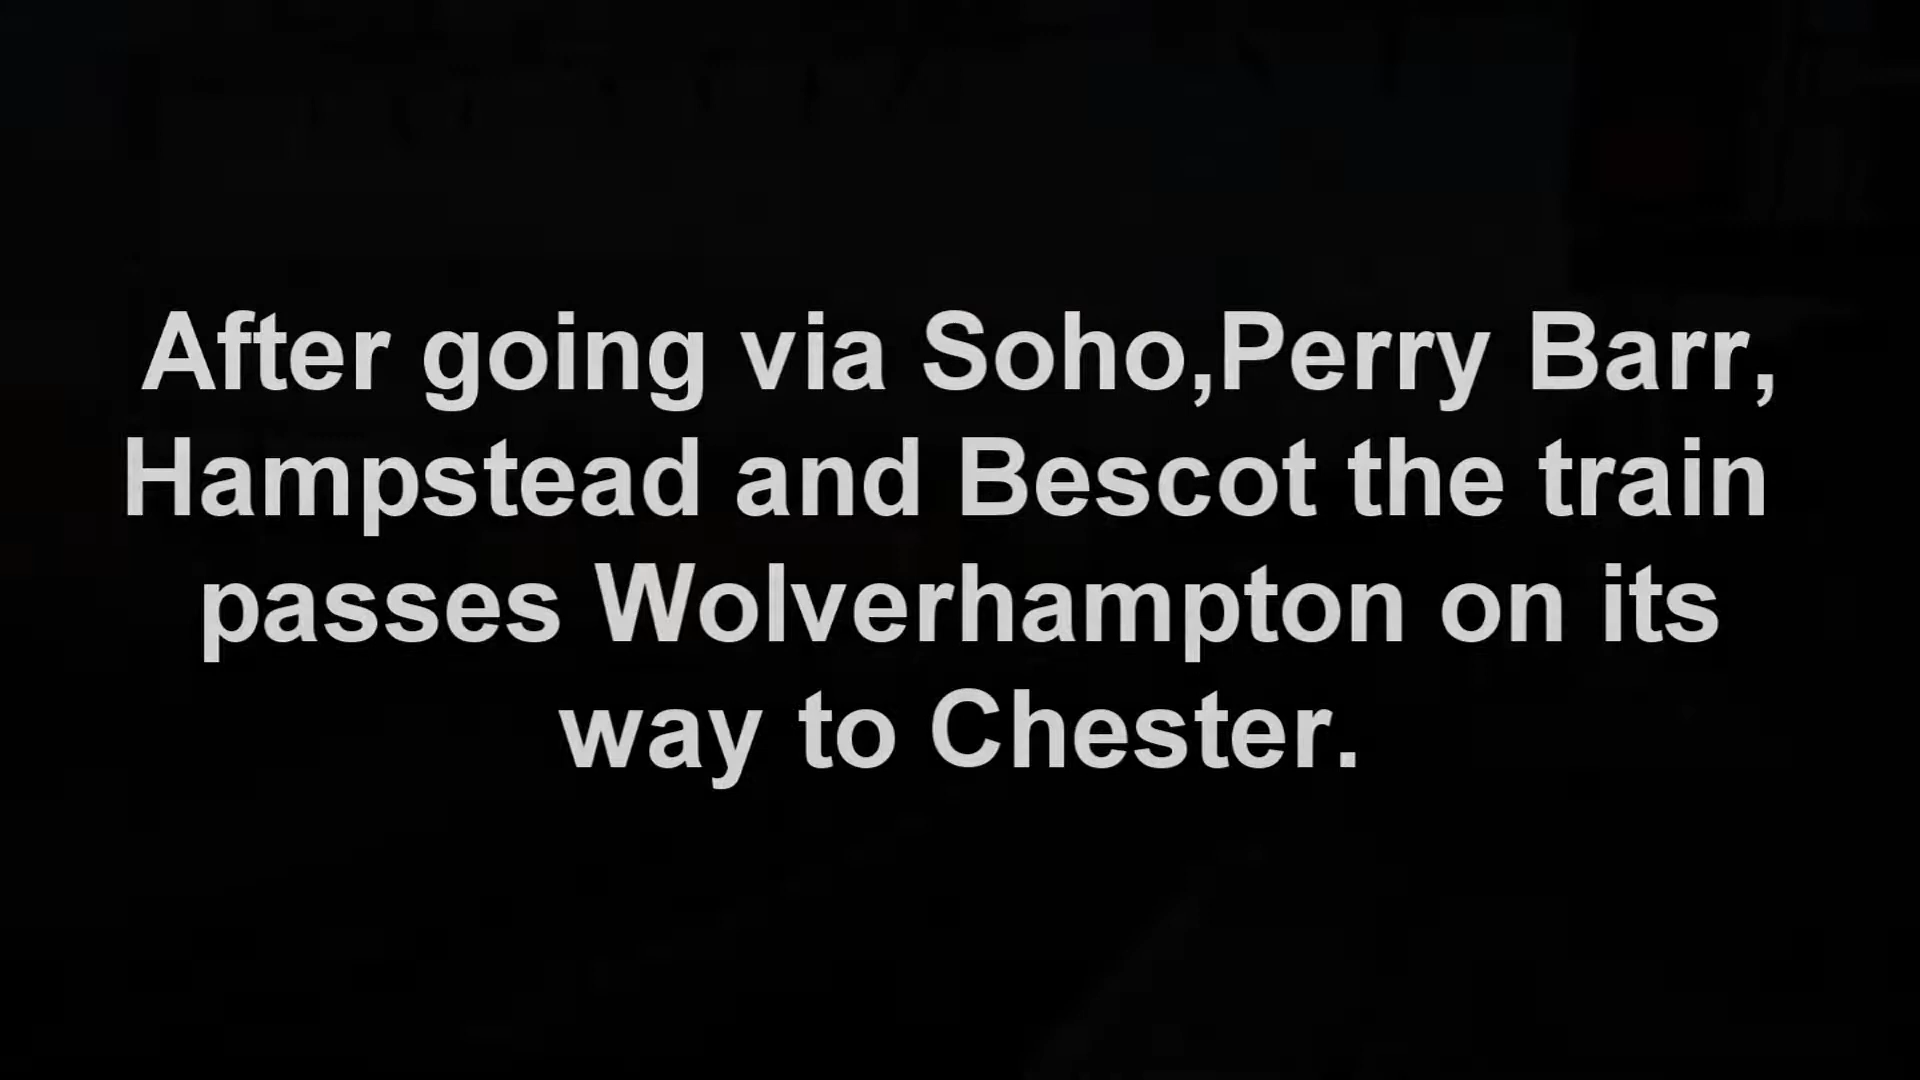 After going via Soho,Perry Barr,
Hampstead and Bescot the train
passes Wolverhampton on its
way to Chester.